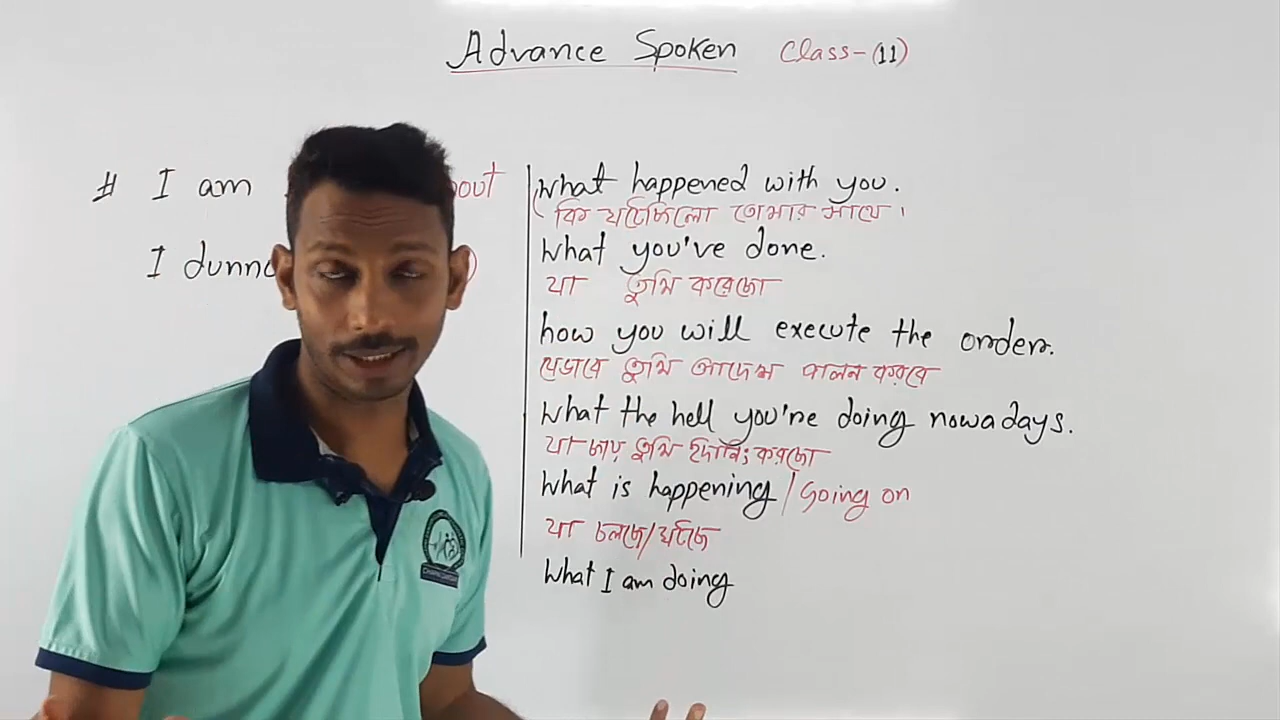 Advance Spoken Class-(11)
# I am
I dunno
what happened with you.
কি ঘটেছিলো তোমার সাথে।
What you've done.
যা তুমি করেছো
how you will execute the order.
যেভাবে তুমি আদেশ পালন করবে
What the hell you're doing nowadays.
যা তুমি ইদানিং করছো
What is happening/Going on
যা চলছে/ঘটছে
What I am doing